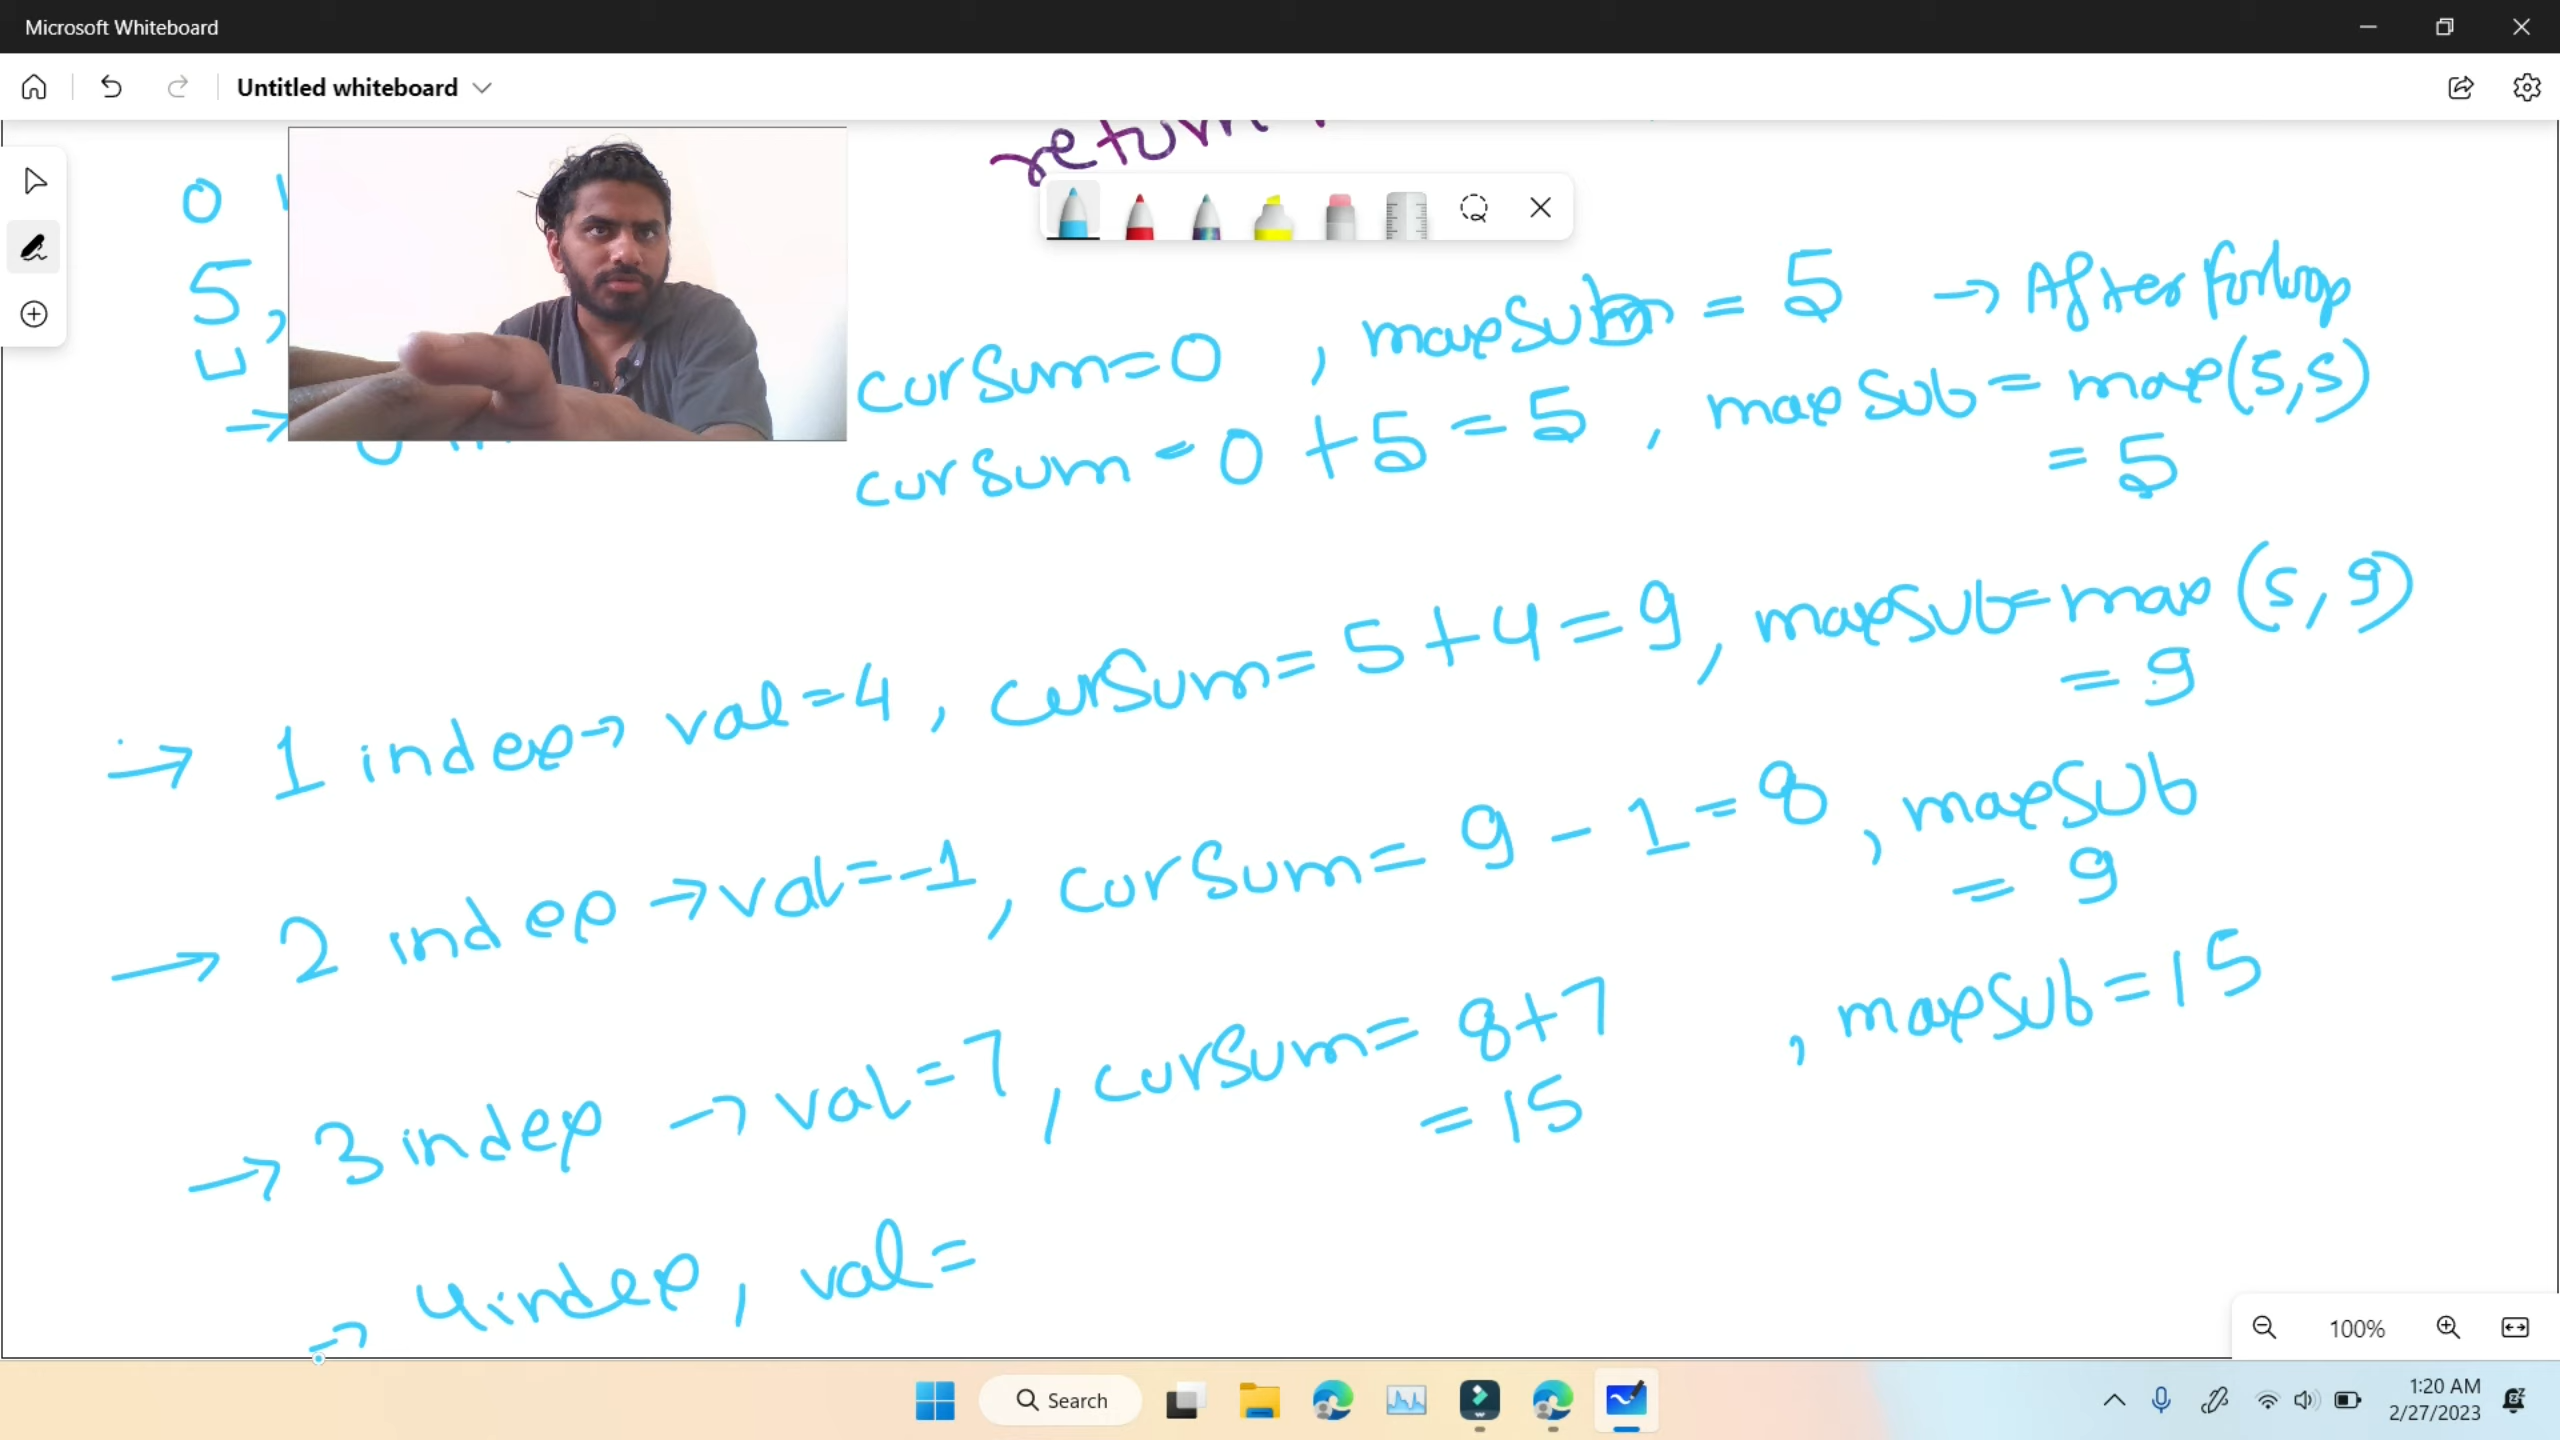 Microsoft Whiteboard
Untitled whiteboard
return
0 1
5,
curSum=0, maxSub = 5 → After forloop
curSum = 0 + 5 = 5, maxSub = max(5,5)
= 5
→ 1 index → val=4, curSum= 5+4=9, maxSub=max(5,9)
= 9
→ 2 index → val=-1, curSum= 9 - 1 = 8, maxSub
= 9
→ 3 index → val=7, curSum= 8+7, maxSub=15
= 15
→ 4 index, val=
100%
Search
1:20 AM
2/27/2023